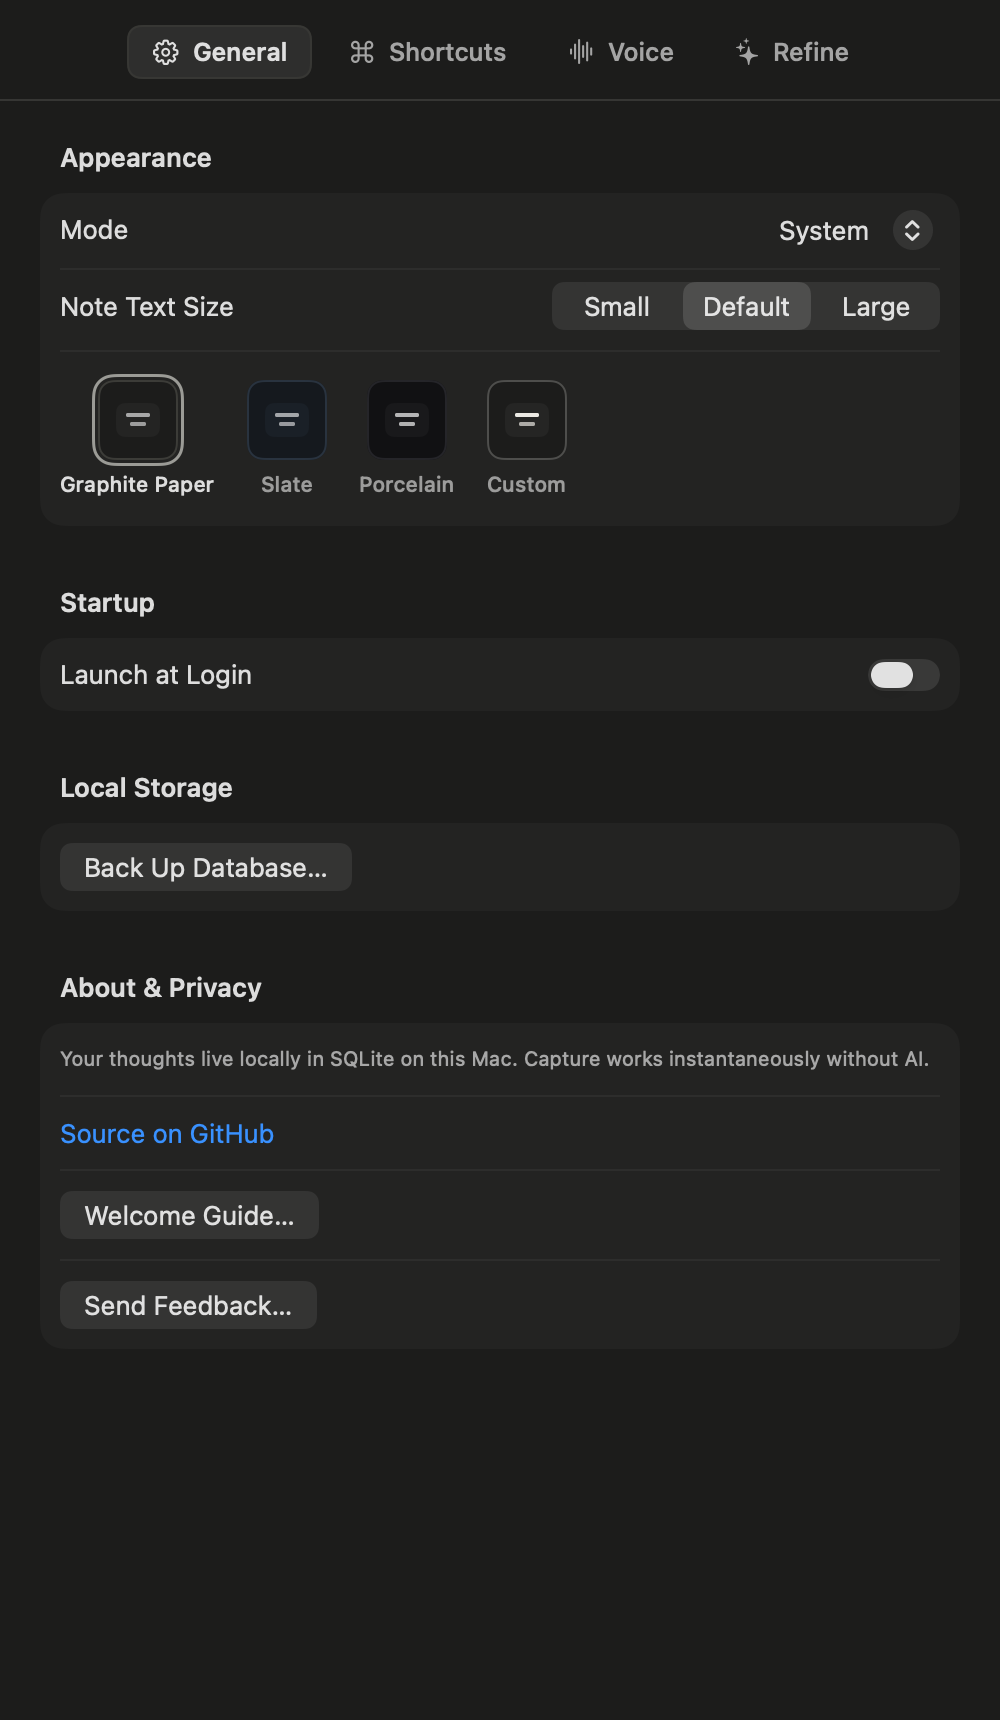 General
Shortcuts
Voice
Refine
Appearance
Mode
System
Note Text Size
Small
Default
Large
Graphite Paper
Slate
Porcelain
Custom
Startup
Launch at Login
Local Storage
Back Up Database...
About & Privacy
Your thoughts live locally in SQLite on this Mac. Capture works instantaneously without AI.
Source on GitHub
Welcome Guide...
Send Feedback...